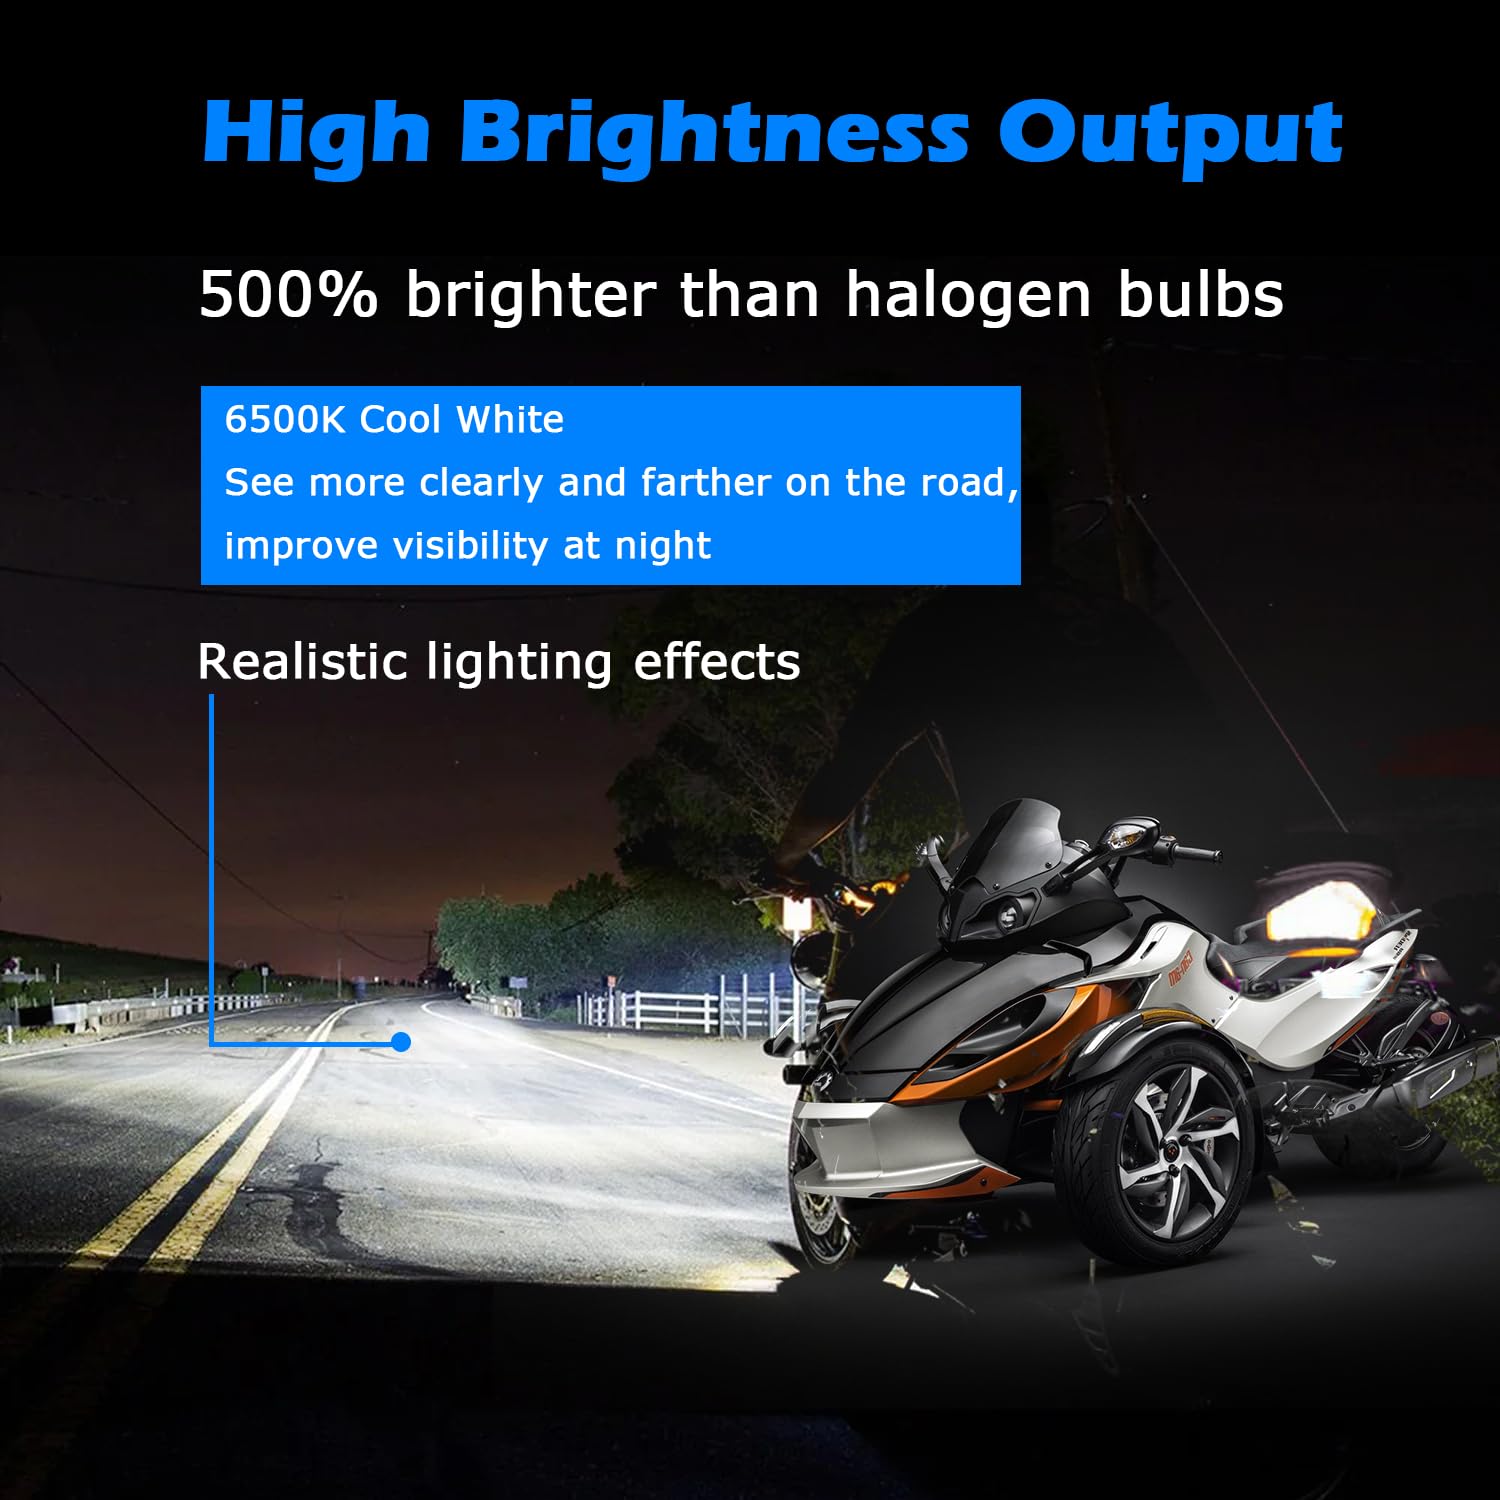 High Brightness Output
500% brighter than halogen bulbs
6500K Cool White
See more clearly and farther on the road,
improve visibility at night
Realistic lighting effects